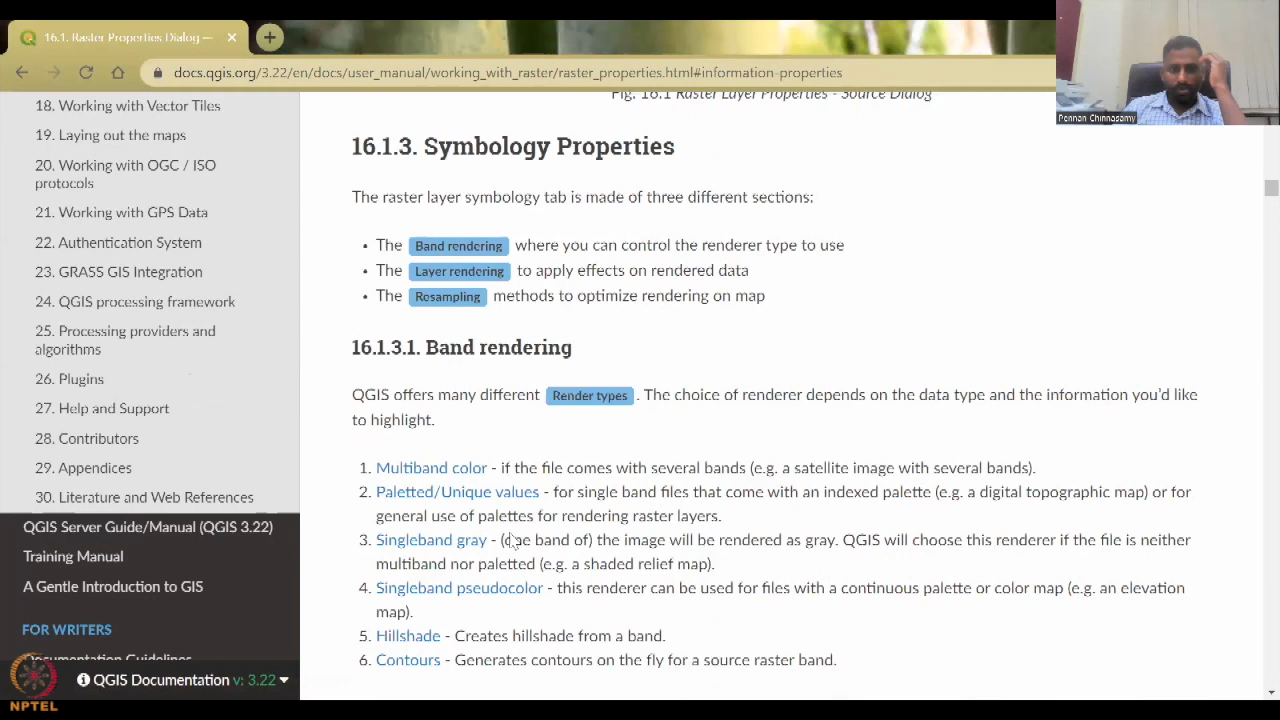 16.1. Raster Properties Dialog —
docs.qgis.org/3.22/en/docs/user_manual/working_with_raster/raster_properties.html#information-properties
Pennan Chinnasamy
18. Working with Vector Tiles
19. Laying out the maps
20. Working with OGC / ISO
protocols
21. Working with GPS Data
22. Authentication System
23. GRASS GIS Integration
24. QGIS processing framework
25. Processing providers and
algorithms
26. Plugins
27. Help and Support
28. Contributors
29. Appendices
30. Literature and Web References
QGIS Server Guide/Manual (QGIS 3.22)
Training Manual
A Gentle Introduction to GIS
FOR WRITERS
Documentation Guidelines
QGIS Documentation v: 3.22
NPTEL
Fig. 16.1 Raster Layer Properties - Source Dialog
16.1.3. Symbology Properties
The raster layer symbology tab is made of three different sections:
• The Band rendering where you can control the renderer type to use
• The Layer rendering to apply effects on rendered data
• The Resampling methods to optimize rendering on map
16.1.3.1. Band rendering
QGIS offers many different Render types . The choice of renderer depends on the data type and the information you'd like
to highlight.
1. Multiband color - if the file comes with several bands (e.g. a satellite image with several bands).
2. Paletted/Unique values - for single band files that come with an indexed palette (e.g. a digital topographic map) or for
general use of palettes for rendering raster layers.
3. Singleband gray - (one band of) the image will be rendered as gray. QGIS will choose this renderer if the file is neither
multiband nor paletted (e.g. a shaded relief map).
4. Singleband pseudocolor - this renderer can be used for files with a continuous palette or color map (e.g. an elevation
map).
5. Hillshade - Creates hillshade from a band.
6. Contours - Generates contours on the fly for a source raster band.